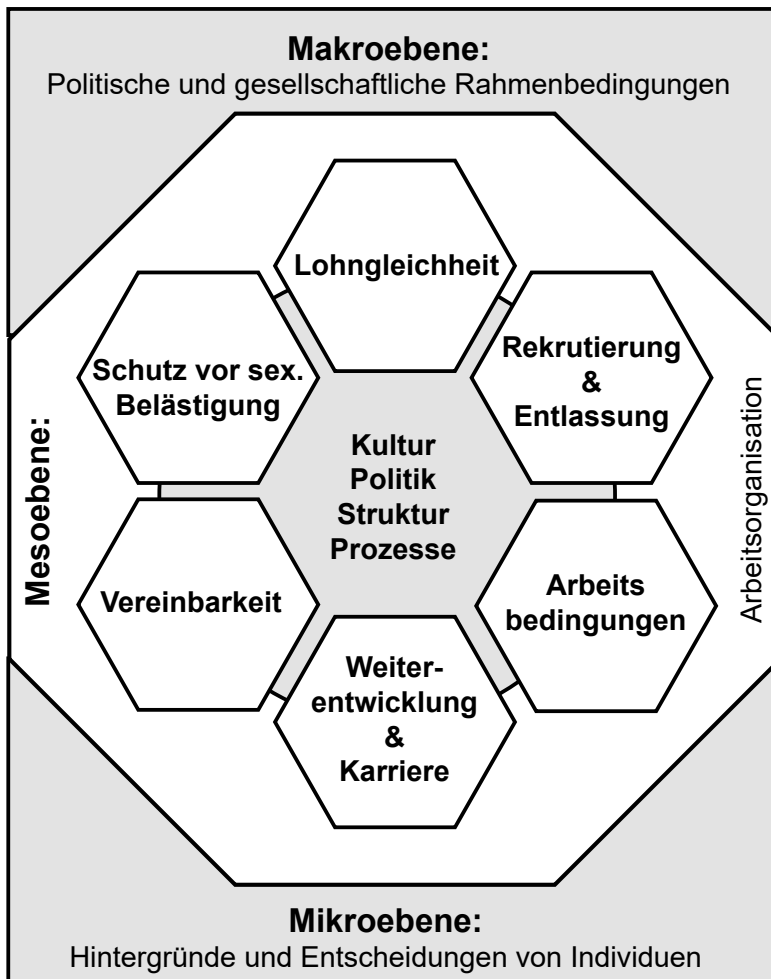 Makroebene:
Politische und gesellschaftliche Rahmenbedingungen
Lohngleichheit
Schutz vor sex.
Belästigung
Rekrutierung
&
Entlassung
Mesoebene:
Kultur
Politik
Struktur
Prozesse
Arbeitsorganisation
Vereinbarkeit
Arbeits
bedingungen
Weiter-
entwicklung
&
Karriere
Mikroebene:
Hintergründe und Entscheidungen von Individuen